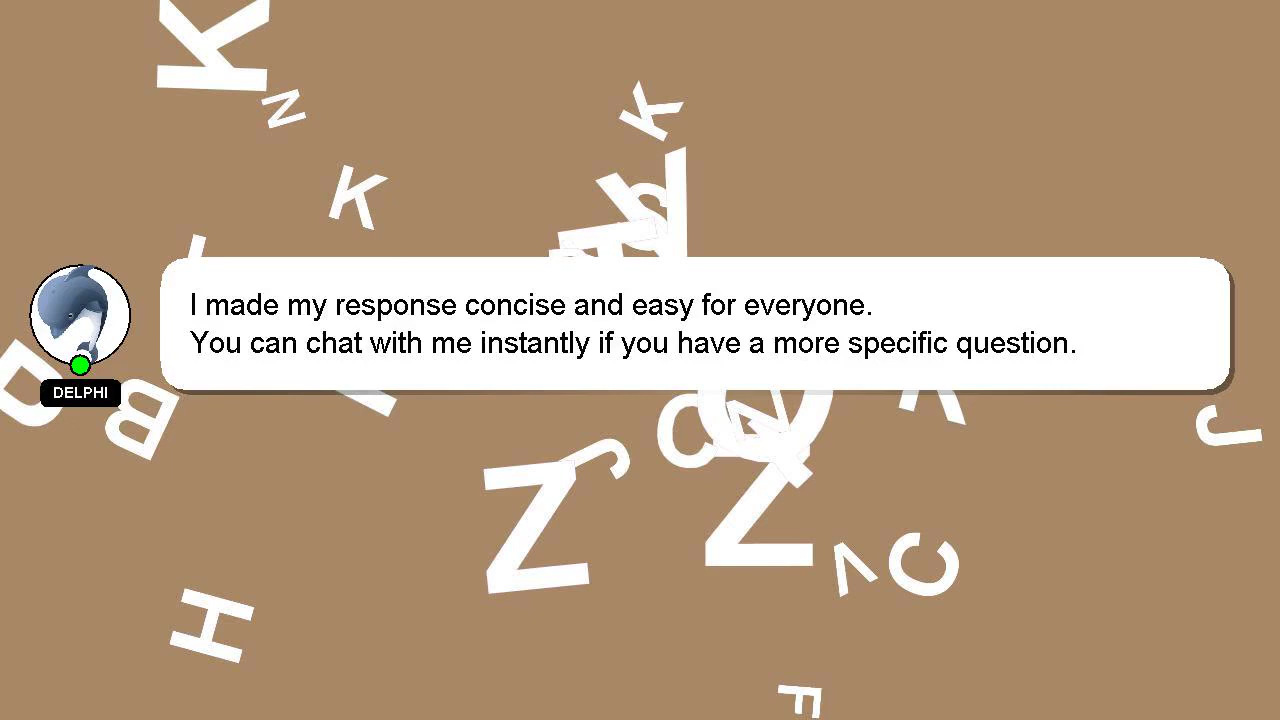 I made my response concise and easy for everyone.
You can chat with me instantly if you have a more specific question.
DELPHI
K
N
K
K
S
B
J
C
N
Z
Z
J
V
C
H
F